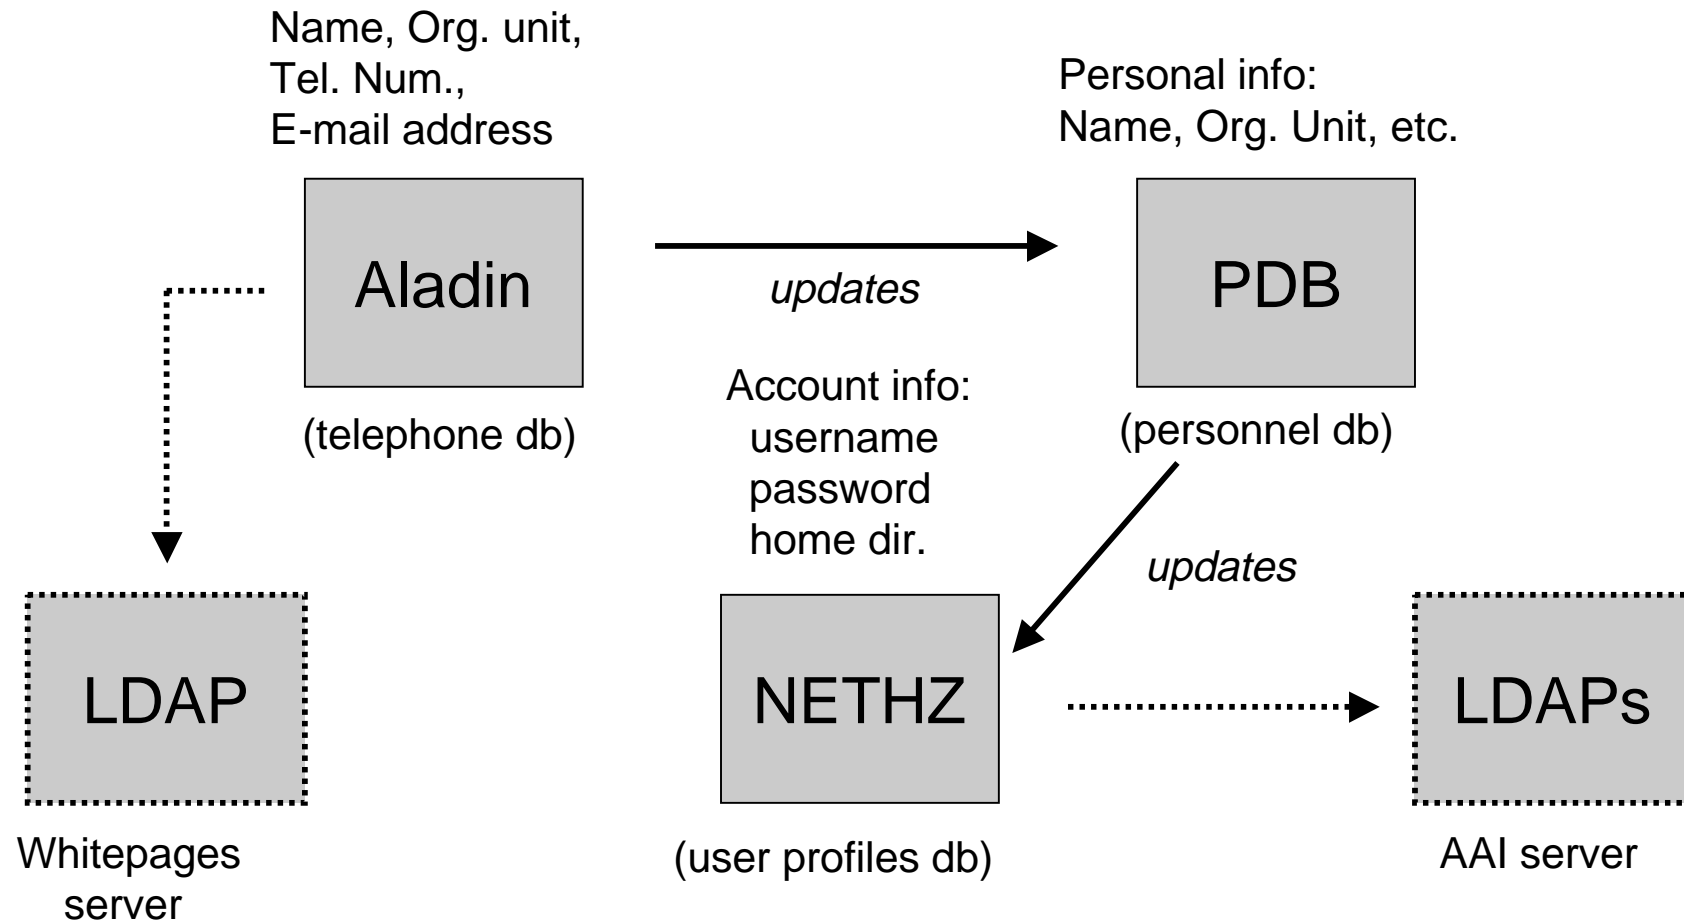 Name, Org. unit,
Tel. Num.,
E-mail address
Personal info:
Name, Org. Unit, etc.
Aladin
updates
PDB
(telephone db)
(personnel db)
Account info:
username
password
home dir.
updates
LDAP
NETHZ
LDAPs
Whitepages
server
(user profiles db)
AAI server